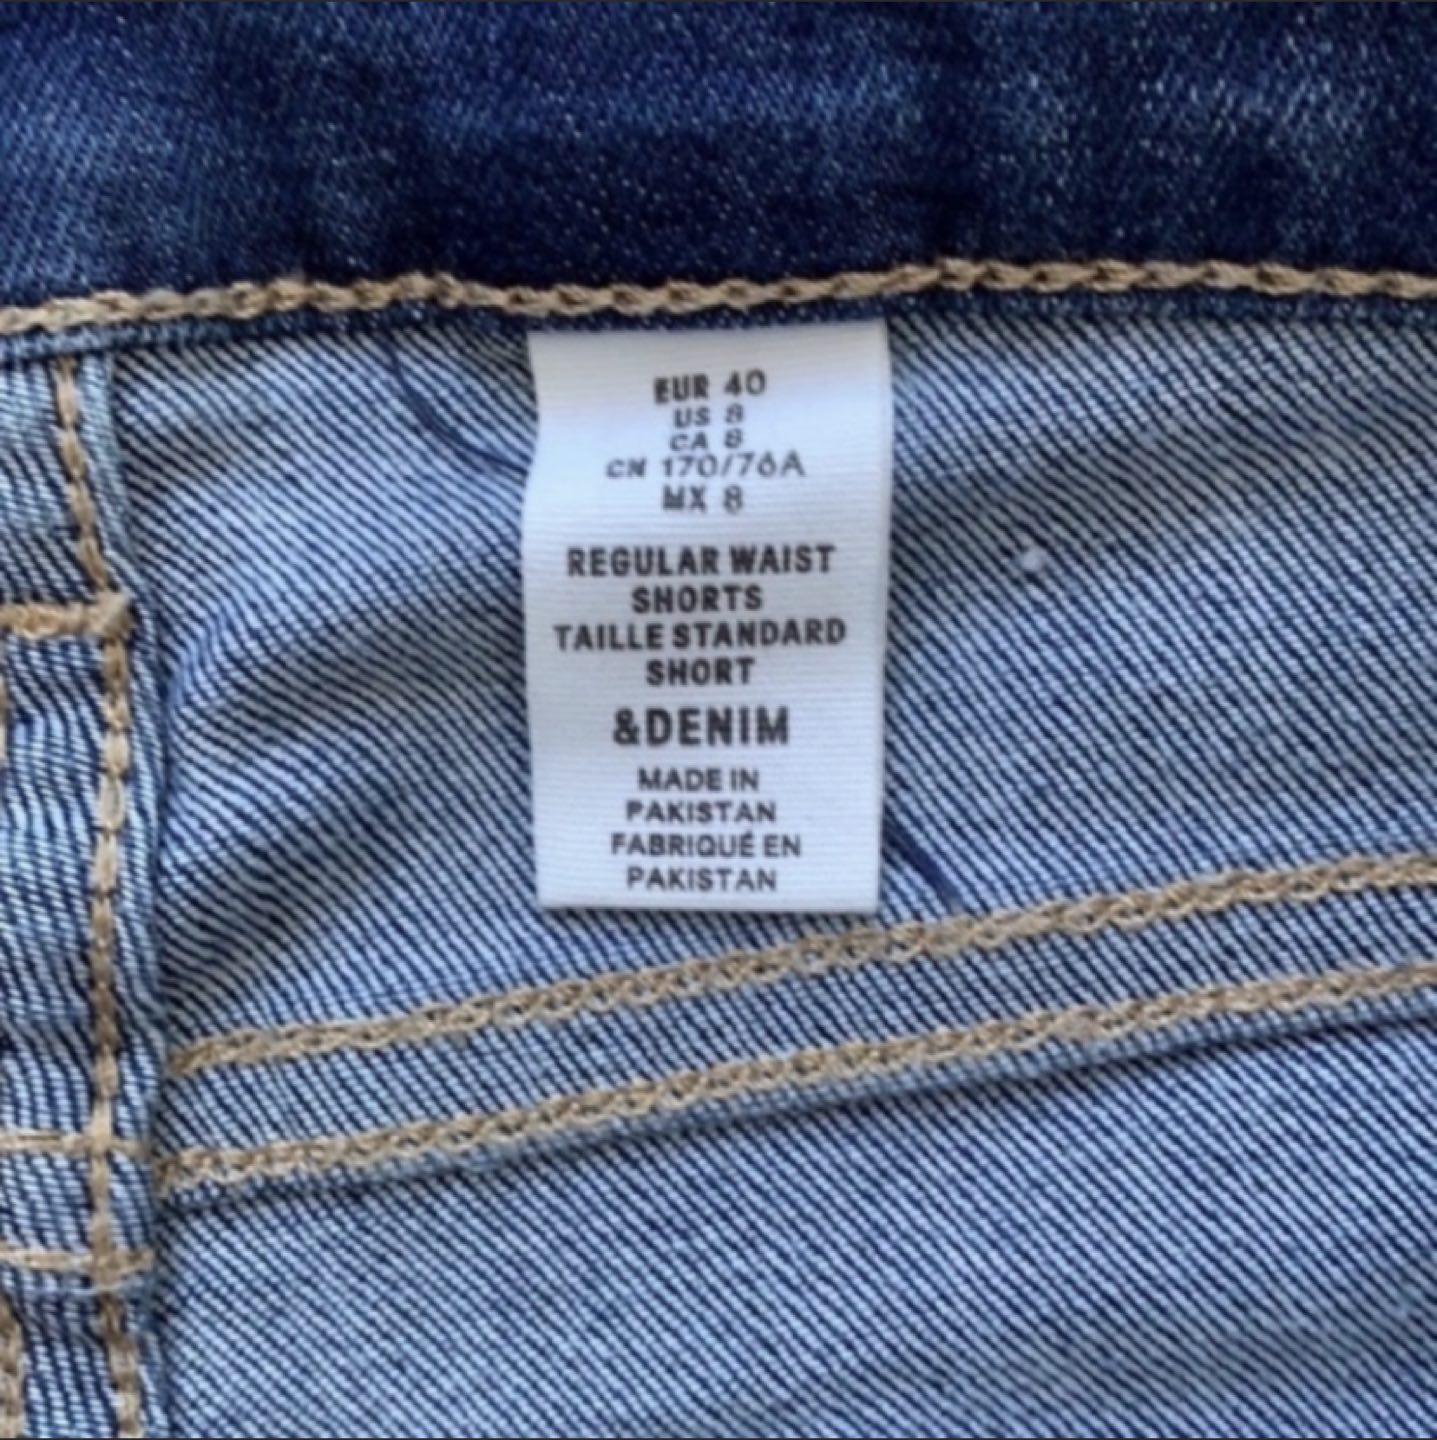 EUR 40
US 8
CA 8
CN 170/76A
MX 8
REGULAR WAIST
SHORTS
TAILLE STANDARD
SHORT
&DENIM
MADE IN
PAKISTAN
FABRIQUÉ EN
PAKISTAN